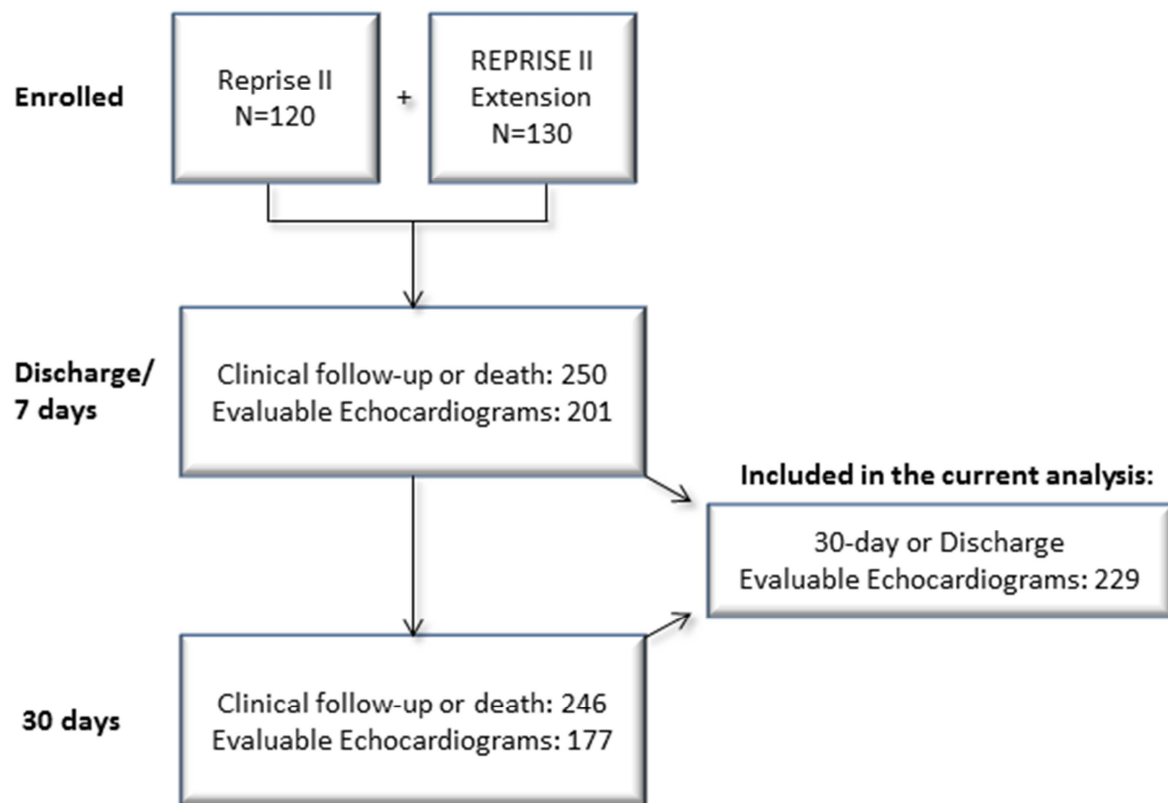 Enrolled
Reprise II
N=120
+
REPRISE II
Extension
N=130
Discharge/
7 days
Clinical follow-up or death: 250
Evaluable Echocardiograms: 201
Included in the current analysis:
30-day or Discharge
Evaluable Echocardiograms: 229
30 days
Clinical follow-up or death: 246
Evaluable Echocardiograms: 177